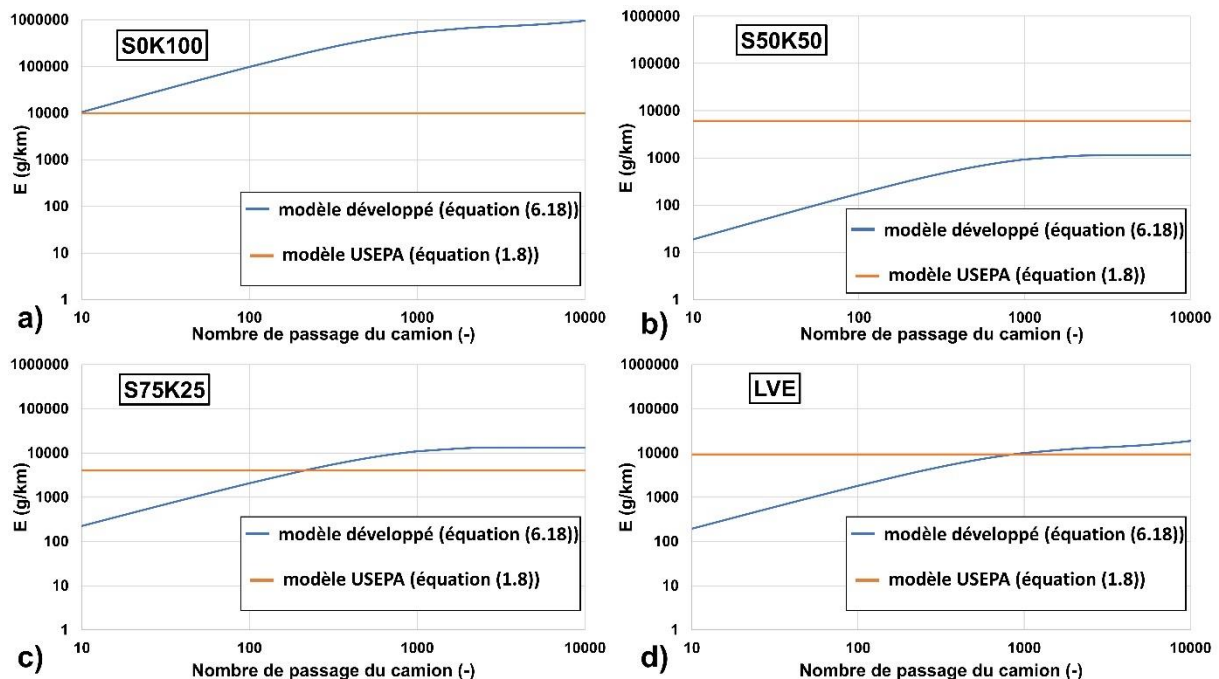 S0K100
1000000
100000
10000
1000
100
10
1
E (g/km)
modèle développé (équation (6.18))
modèle USEPA (équation (1.8))
10 100 1000 10000
Nombre de passage du camion (-)
a)
S50K50
1000000
100000
10000
1000
100
10
1
E (g/km)
modèle développé (équation (6.18))
modèle USEPA (équation (1.8))
10 100 1000 10000
Nombre de passage du camion (-)
b)
S75K25
1000000
100000
10000
1000
100
10
1
E (g/km)
modèle développé (équation (6.18))
modèle USEPA (équation (1.8))
10 100 1000 10000
Nombre de passage du camion (-)
c)
LVE
1000000
100000
10000
1000
100
10
1
E (g/km)
modèle développé (équation (6.18))
modèle USEPA (équation (1.8))
10 100 1000 10000
Nombre de passage du camion (-)
d)